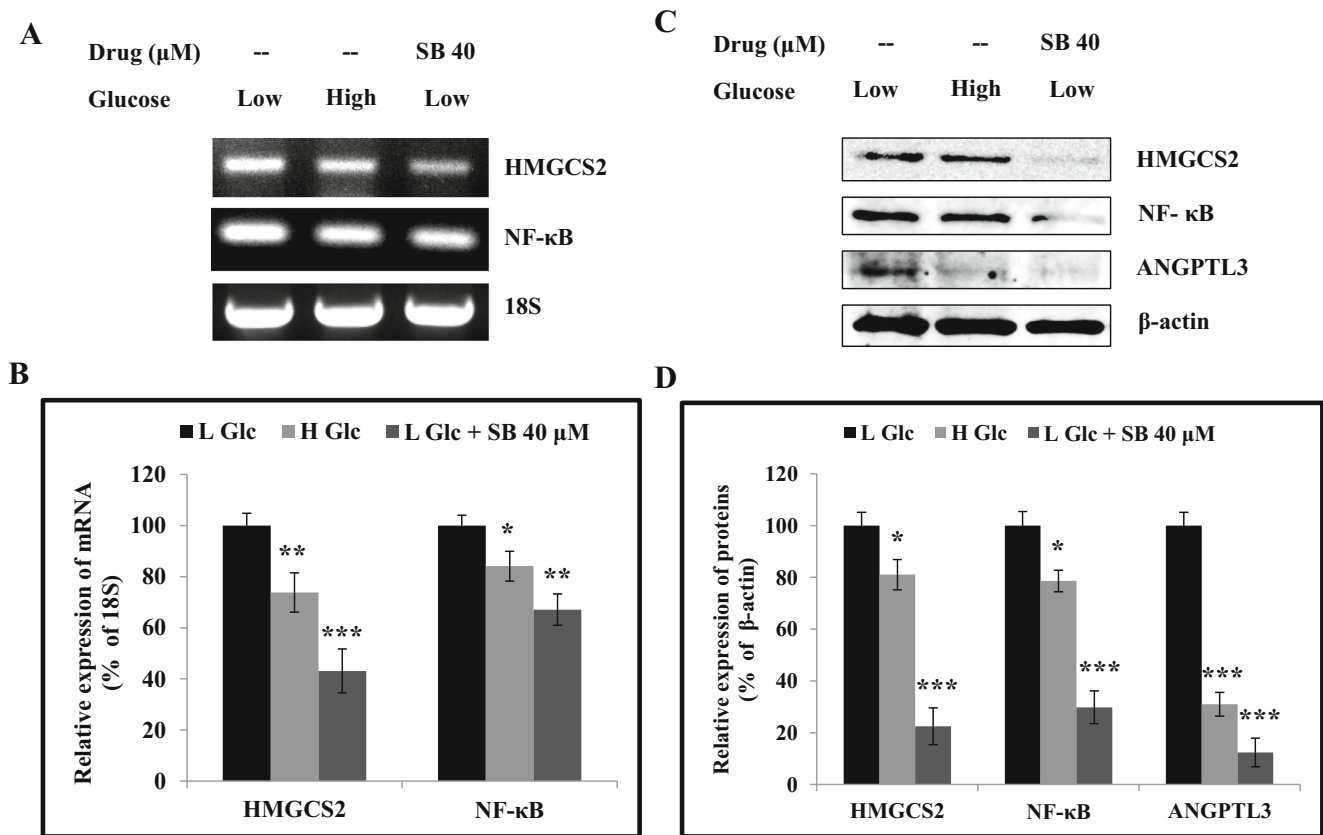 A
Drug (μM) -- -- SB 40
Glucose Low High Low
HMGCS2
NF-κB
18S
B
■ L Glc ■ H Glc ■ L Glc + SB 40 μM
Relative expression of mRNA
(% of 18S)
120
100
80
60
40
20
0
** *** * **
HMGCS2 NF-κB
C
Drug (μM) -- -- SB 40
Glucose Low High Low
HMGCS2
NF- κB
ANGPTL3
β-actin
D
■ L Glc ■ H Glc ■ L Glc + SB 40 μM
Relative expression of proteins
(% of β-actin)
120
100
80
60
40
20
0
* *** * *** *** ***
HMGCS2 NF-κB ANGPTL3